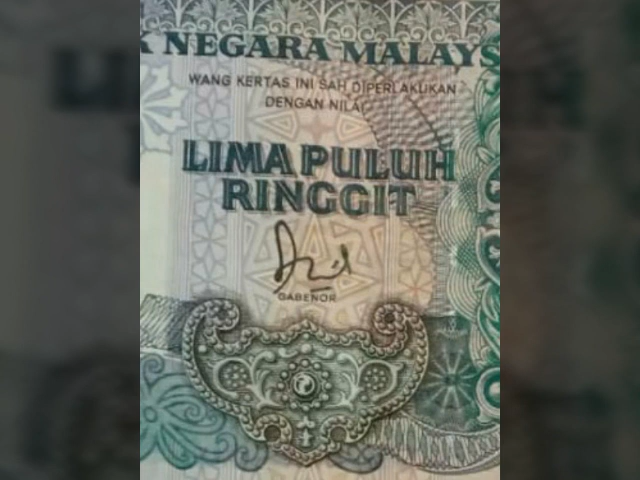 K NEGARA MALAYS
WANG KERTAS INI SAH DIPERLAKUKAN
DENGAN NILAI
LIMA PULUH
RINGGIT
GABENOR